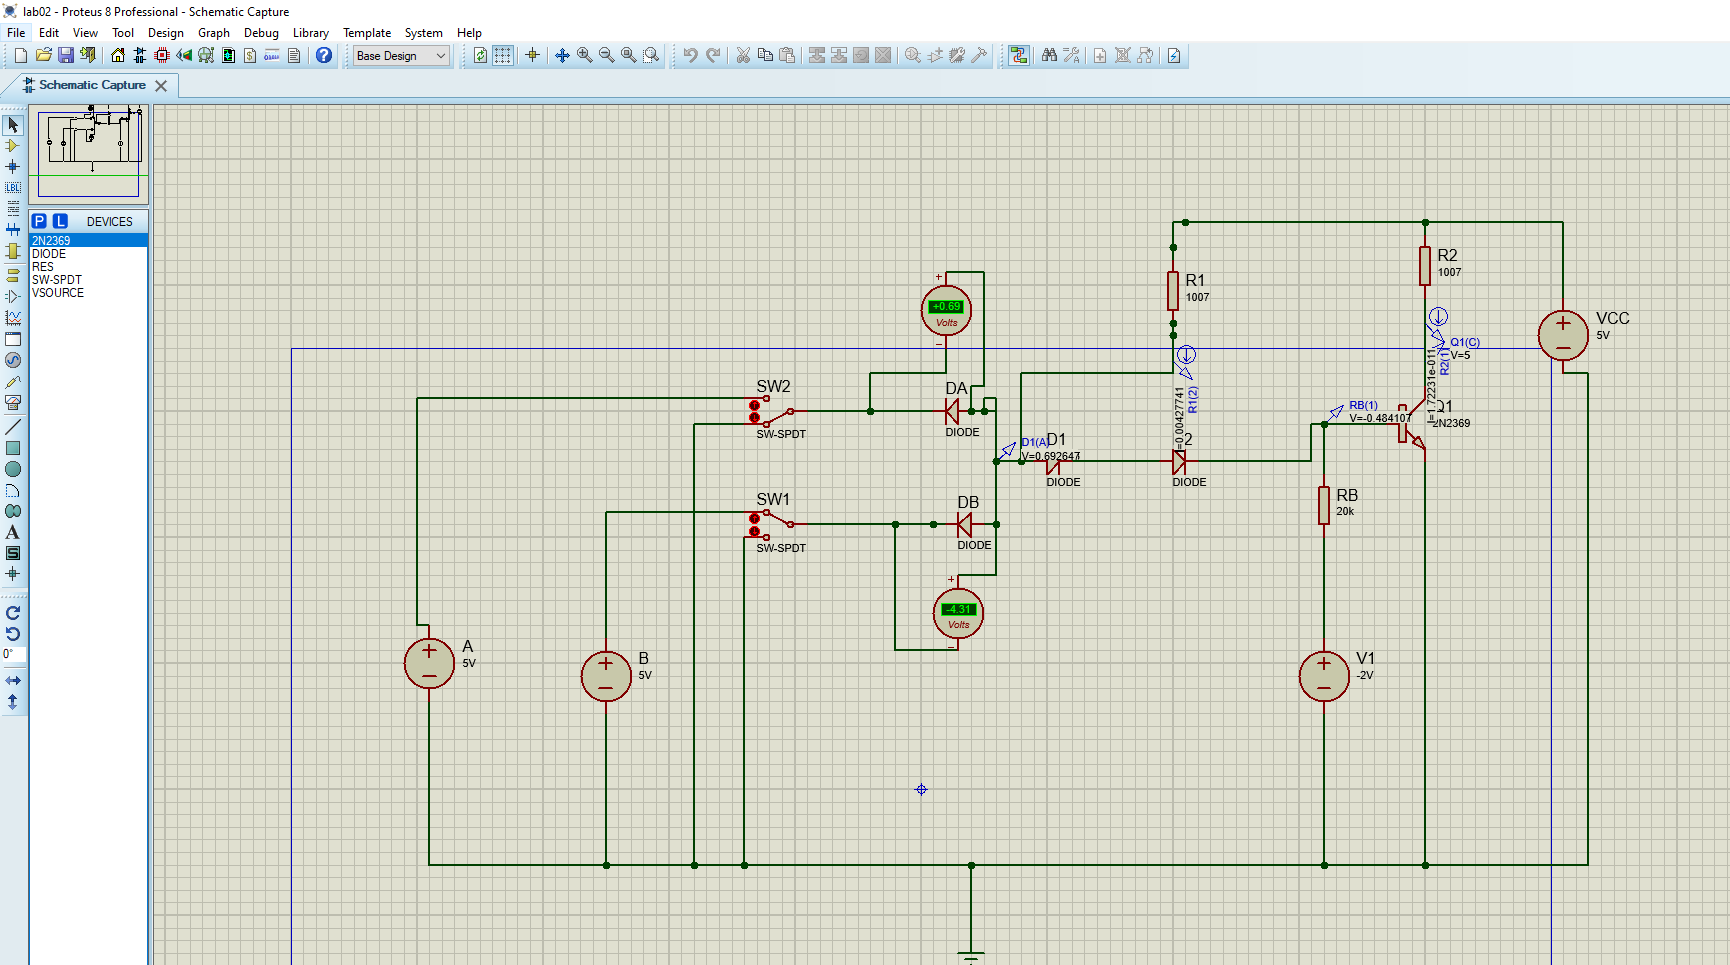 lab02 - Proteus 8 Professional - Schematic Capture
File Edit View Tool Design Graph Debug Library Template System Help
Base Design
Schematic Capture
P L DEVICES
2N2369
DIODE
RES
SW-SPDT
VSOURCE
LBL
A
S
0°
R1
1007
R2
1007
VCC
5V
+0.69
Volts
Q1(C)
V=5
R2(1)
I=1.72231e-011
R1(2)
I=0.00427741
SW2
SW-SPDT
DA
DIODE
RB(1)
V=-0.484107
Q1
2N2369
D1(A)
V=0.692647
D1
DIODE
2
DIODE
SW1
SW-SPDT
DB
DIODE
RB
20k
-4.31
Volts
A
5V
B
5V
V1
-2V